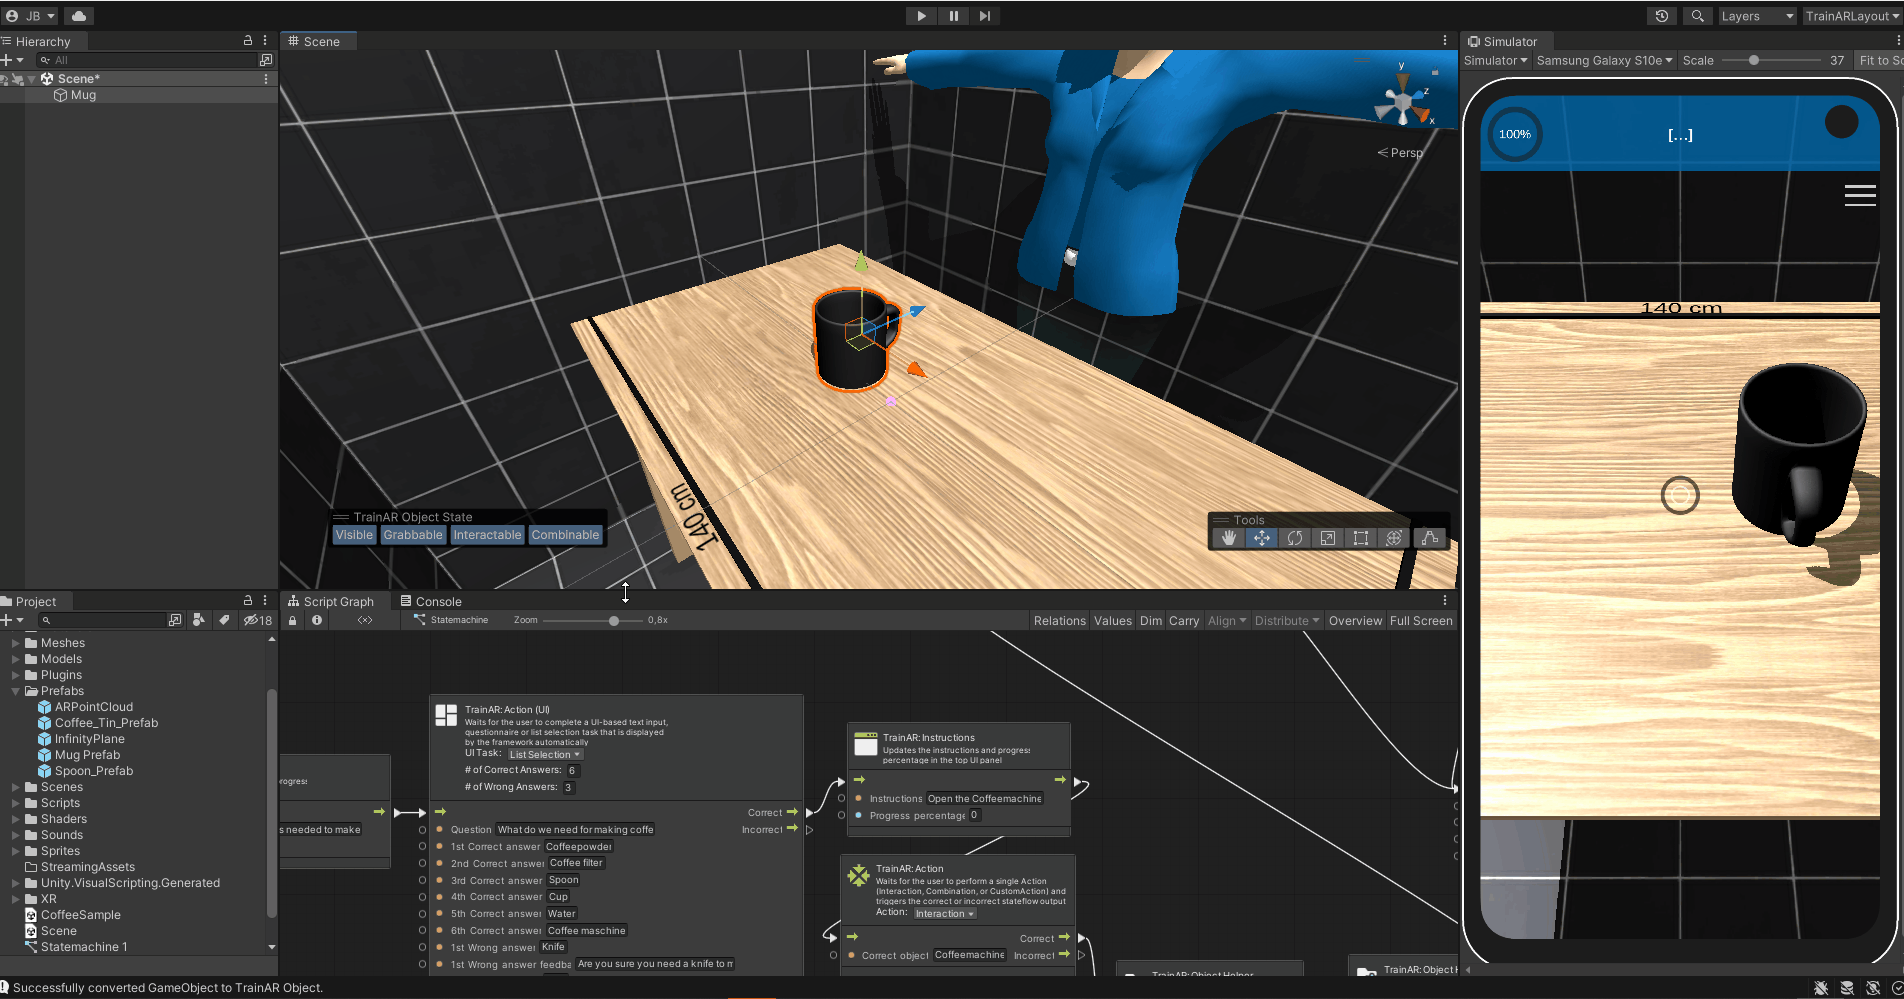 JB
Layers
TrainARLayout
Hierarchy
All
Scene*
Mug
Scene
140 cm
y
z
x
Persp
TrainAR Object State
Visible Grabbable Interactable Combinable
Tools
Simulator
Simulator Samsung Galaxy S10e Scale 37 Fit to Sc
100%
[...]
140 cm
Project
18
Meshes
Models
Plugins
Prefabs
ARPointCloud
Coffee_Tin_Prefab
InfinityPlane
Mug Prefab
Spoon_Prefab
Scenes
Scripts
Shaders
Sounds
Sprites
StreamingAssets
Unity.VisualScripting.Generated
XR
CoffeeSample
Scene
Statemachine 1
Script Graph Console
<x> Statemachine Zoom 0,8x Relations Values Dim Carry Align Distribute Overview Full Screen
rogress
s needed to make
TrainAR: Action (UI)
Waits for the user to complete a UI-based text input,
questionnaire or list selection task that is displayed
by the framework automatically
UI Task: List Selection
# of Correct Answers: 6
# of Wrong Answers: 3
Correct
Incorrect
Question What do we need for making coffe
1st Correct answer Coffeepowder
2nd Correct answer Coffee filter
3rd Correct answer Spoon
4th Correct answer Cup
5th Correct answer Water
6th Correct answer Coffee maschine
1st Wrong answer Knife
1st Wrong answer feedba Are you sure you need a knife to m
TrainAR: Instructions
Updates the instructions and progress
percentage in the top UI panel
Instructions Open the Coffeemachine
Progress percentage 0
TrainAR: Action
Waits for the user to perform a single Action
(Interaction, Combination, or CustomAction) and
triggers the correct or incorrect stateflow output
Action: Interaction
Correct
Correct object Coffeemachine Incorrect
TrainAR: Object Helper
TrainAR: Object H
Successfully converted GameObject to TrainAR Object.